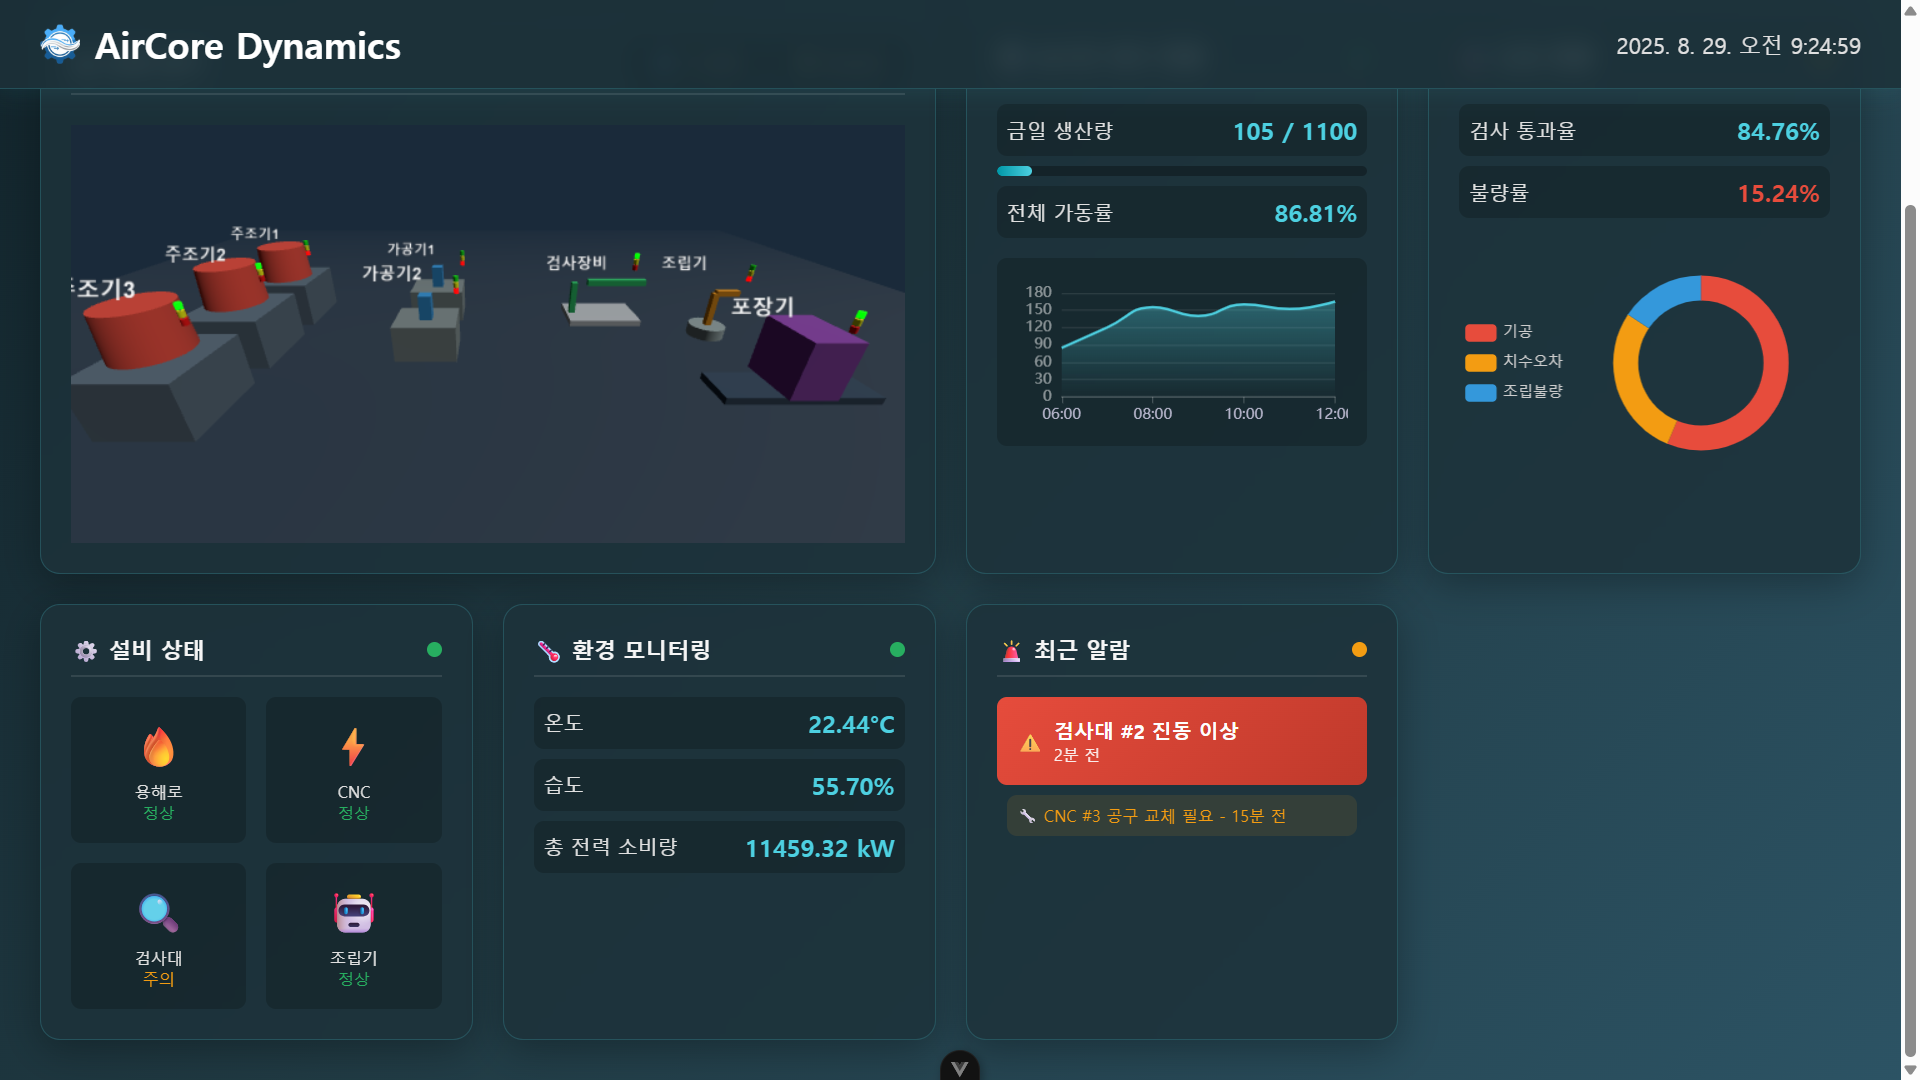 AirCore Dynamics
2025. 8. 29. 오전 9:24:59
주조기1
주조기2
주조기3
가공기1
가공기2
검사장비
조립기
포장기
금일 생산량 105 / 1100
전체 가동률 86.81%
180
150
120
90
60
30
0
06:00 08:00 10:00 12:00
검사 통과율 84.76%
불량률 15.24%
기공
치수오차
조립불량
설비 상태
용해로
정상
CNC
정상
검사대
주의
조립기
정상
환경 모니터링
온도 22.44°C
습도 55.70%
총 전력 소비량 11459.32 kW
최근 알람
검사대 #2 진동 이상
2분 전
CNC #3 공구 교체 필요 - 15분 전